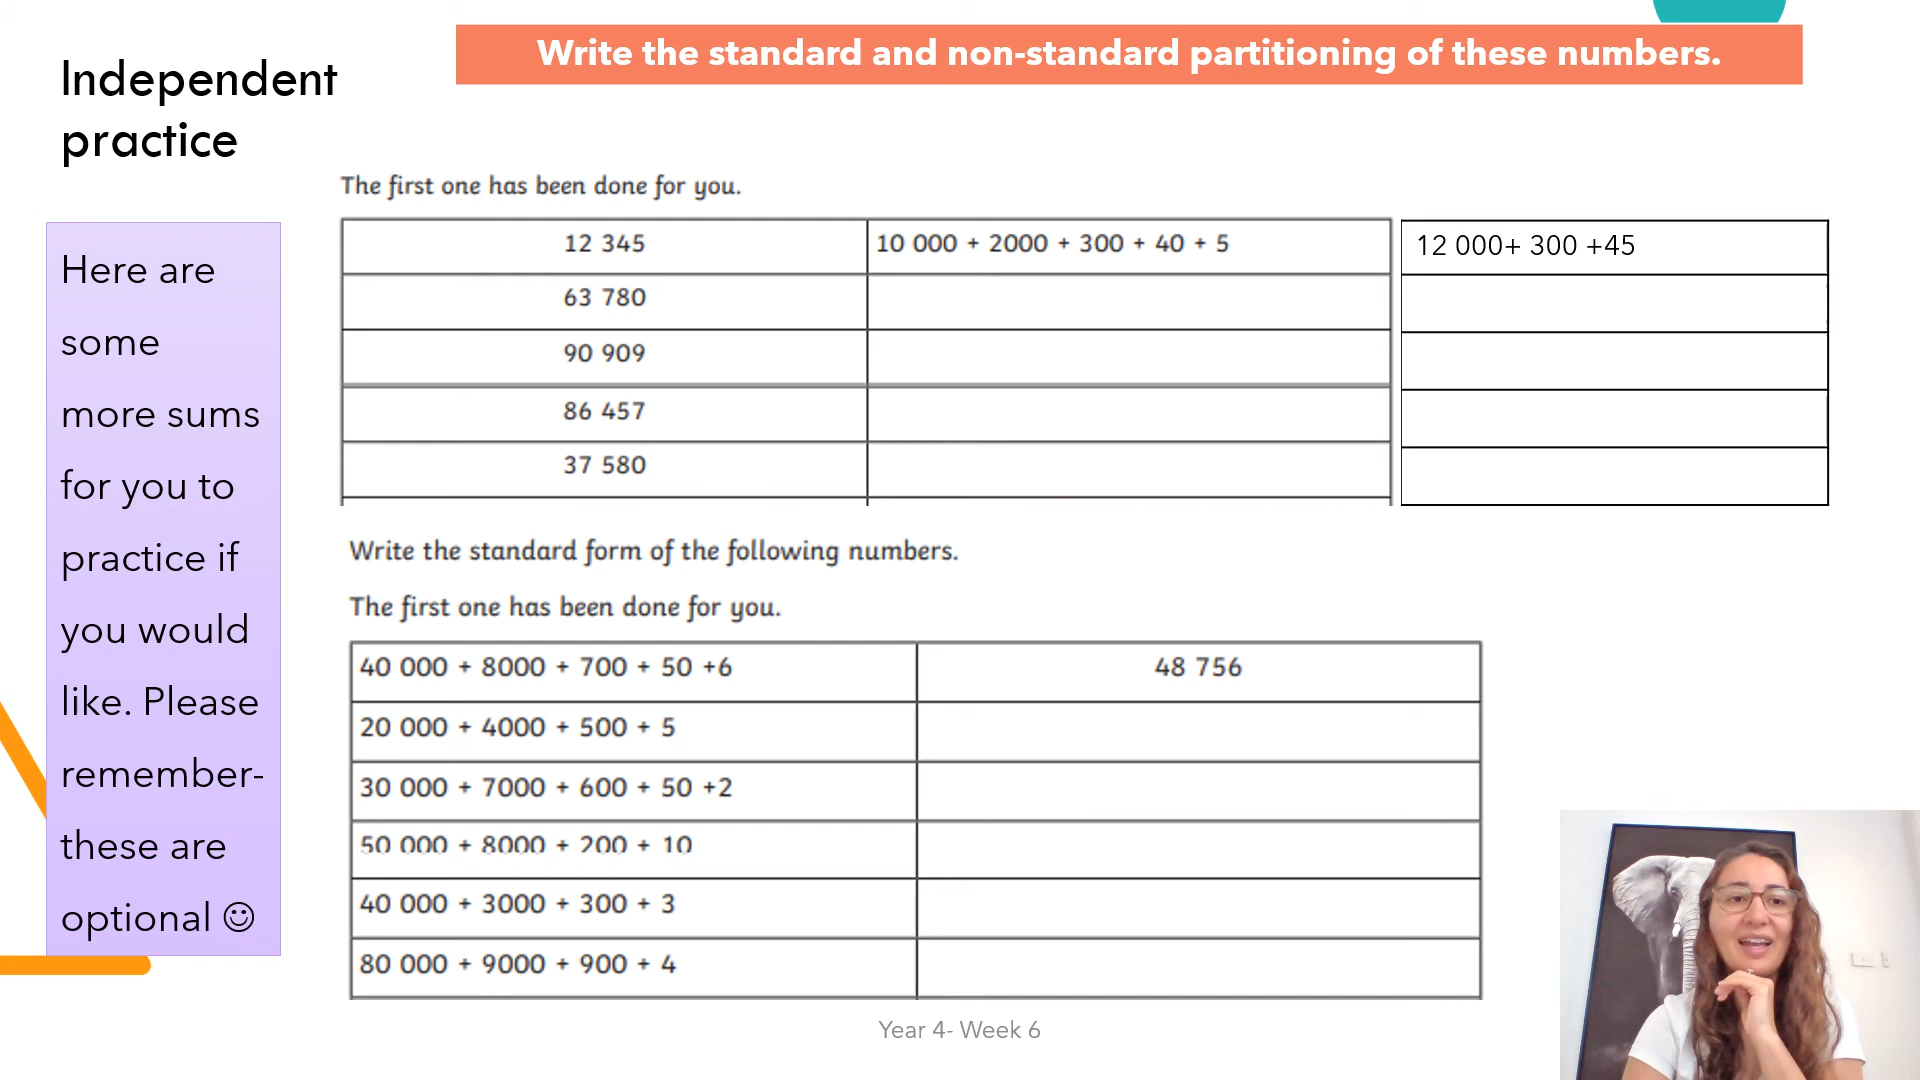 Write the standard and non-standard partitioning of these numbers.
Independent
practice
The first one has been done for you.
12 345 10 000 + 2000 + 300 + 40 + 5 12 000+ 300 +45
63 780
90 909
86 457
37 580
Here are
some
more sums
for you to
practice if
you would
like. Please
remember-
these are
optional ☺
Write the standard form of the following numbers.
The first one has been done for you.
40 000 + 8000 + 700 + 50 +6 48 756
20 000 + 4000 + 500 + 5
30 000 + 7000 + 600 + 50 +2
50 000 + 8000 + 200 + 10
40 000 + 3000 + 300 + 3
80 000 + 9000 + 900 + 4
Year 4- Week 6